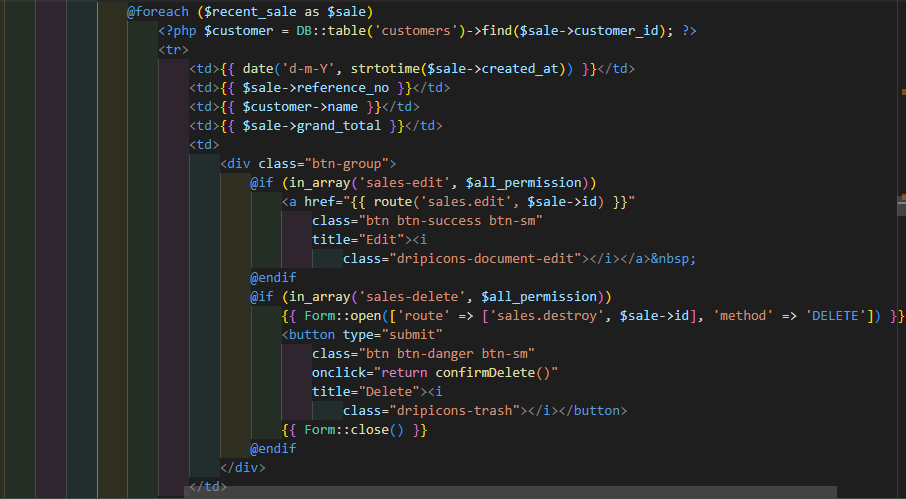 @foreach ($recent_sale as $sale)
<?php $customer = DB::table('customers')->find($sale->customer_id); ?>
<tr>
<td>{{ date('d-m-Y', strtotime($sale->created_at)) }}</td>
<td>{{ $sale->reference_no }}</td>
<td>{{ $customer->name }}</td>
<td>{{ $sale->grand_total }}</td>
<td>
<div class="btn-group">
@if (in_array('sales-edit', $all_permission))
<a href="{{ route('sales.edit', $sale->id) }}"
class="btn btn-success btn-sm"
title="Edit"><i
class="dripicons-document-edit"></i></a>&nbsp;
@endif
@if (in_array('sales-delete', $all_permission))
{{ Form::open(['route' => ['sales.destroy', $sale->id], 'method' => 'DELETE']) }}
<button type="submit"
class="btn btn-danger btn-sm"
onclick="return confirmDelete()"
title="Delete"><i
class="dripicons-trash"></i></button>
{{ Form::close() }}
@endif
</div>
</td>